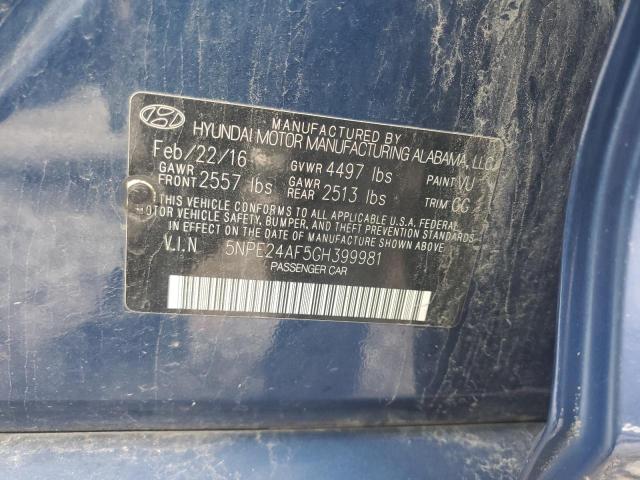 MANUFACTURED BY
HYUNDAI MOTOR MANUFACTURING ALABAMA, LLC
Feb/22/16 GVWR 4497 lbs PAINT VU
GAWR FRONT 2557 lbs GAWR REAR 2513 lbs TRIM GG
THIS VEHICLE CONFORMS TO ALL APPLICABLE U.S.A. FEDERAL
MOTOR VEHICLE SAFETY, BUMPER, AND THEFT PREVENTION STANDARDS
IN EFFECT ON THE DATE OF MANUFACTURE SHOWN ABOVE.
V.I.N 5NPE24AF5GH399981
PASSENGER CAR